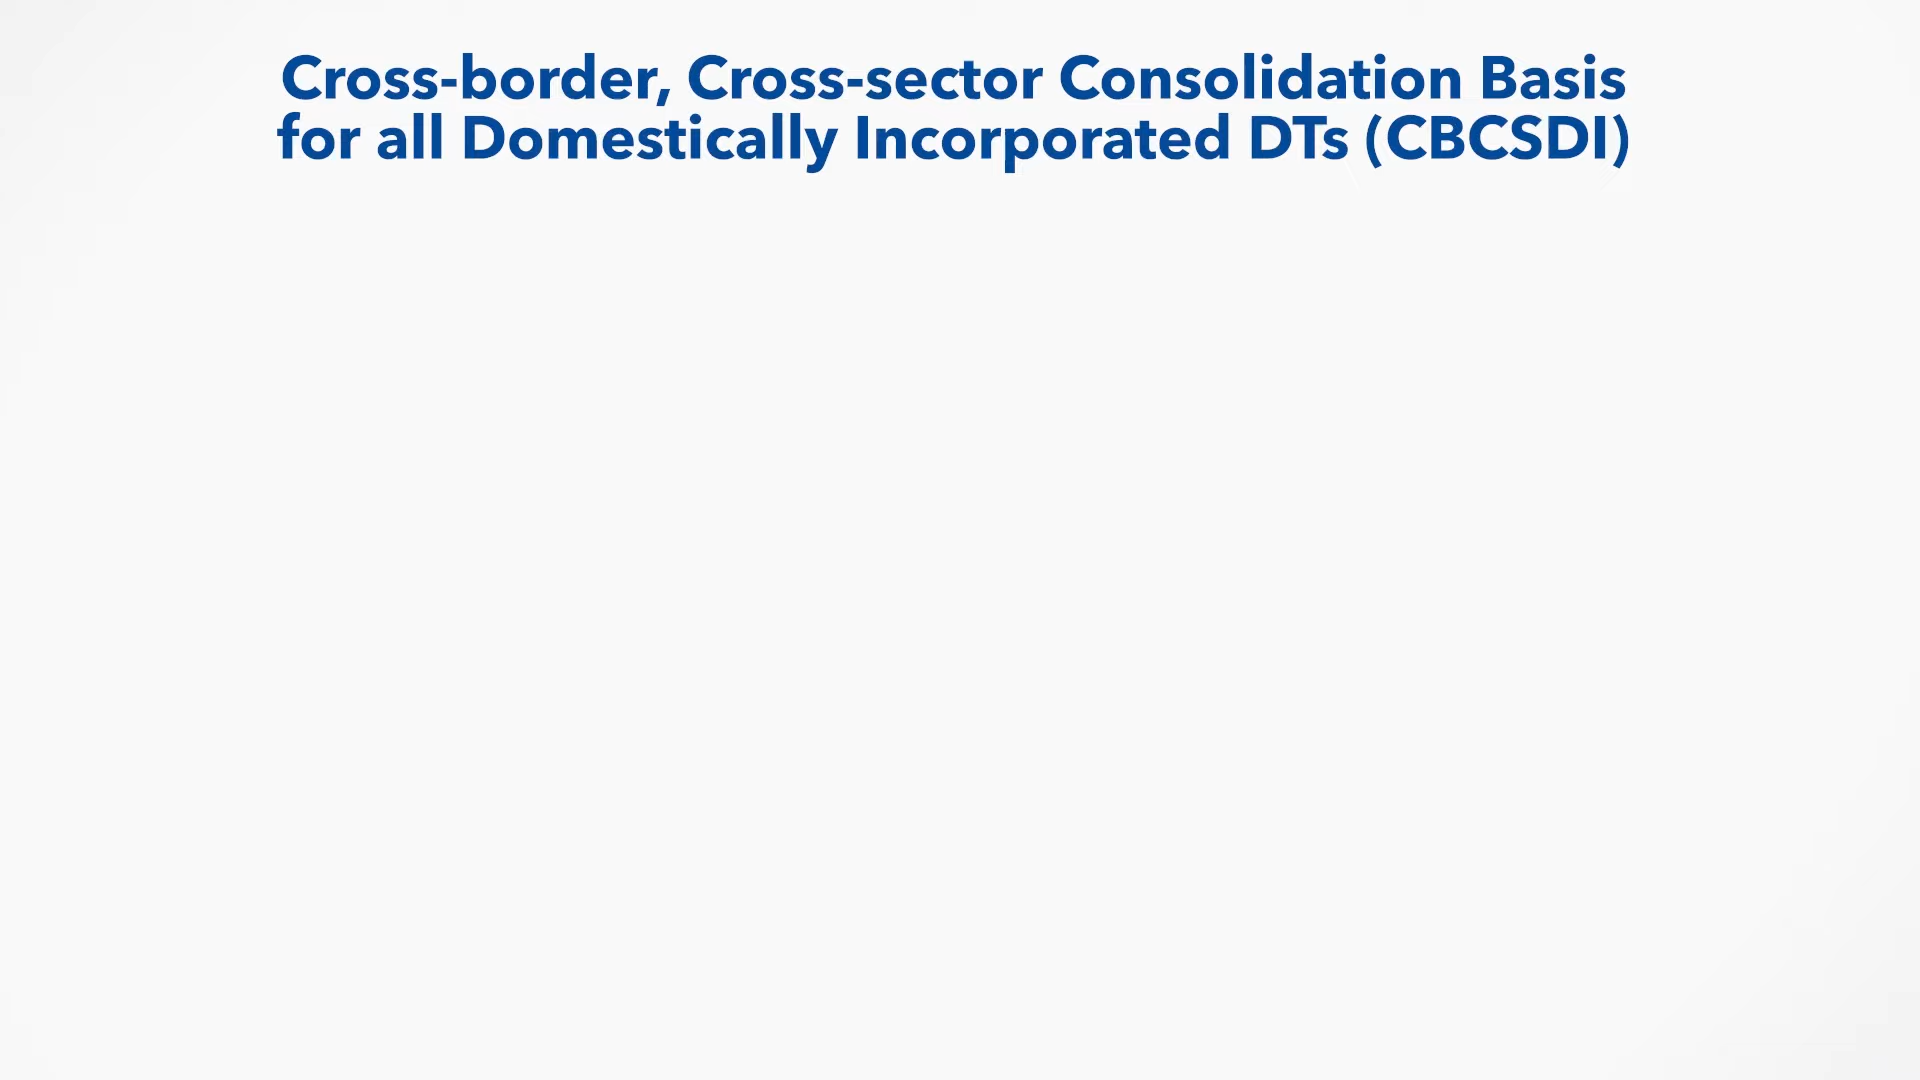 Cross-border, Cross-sector Consolidation Basis
for all Domestically Incorporated DTs (CBCSDI)